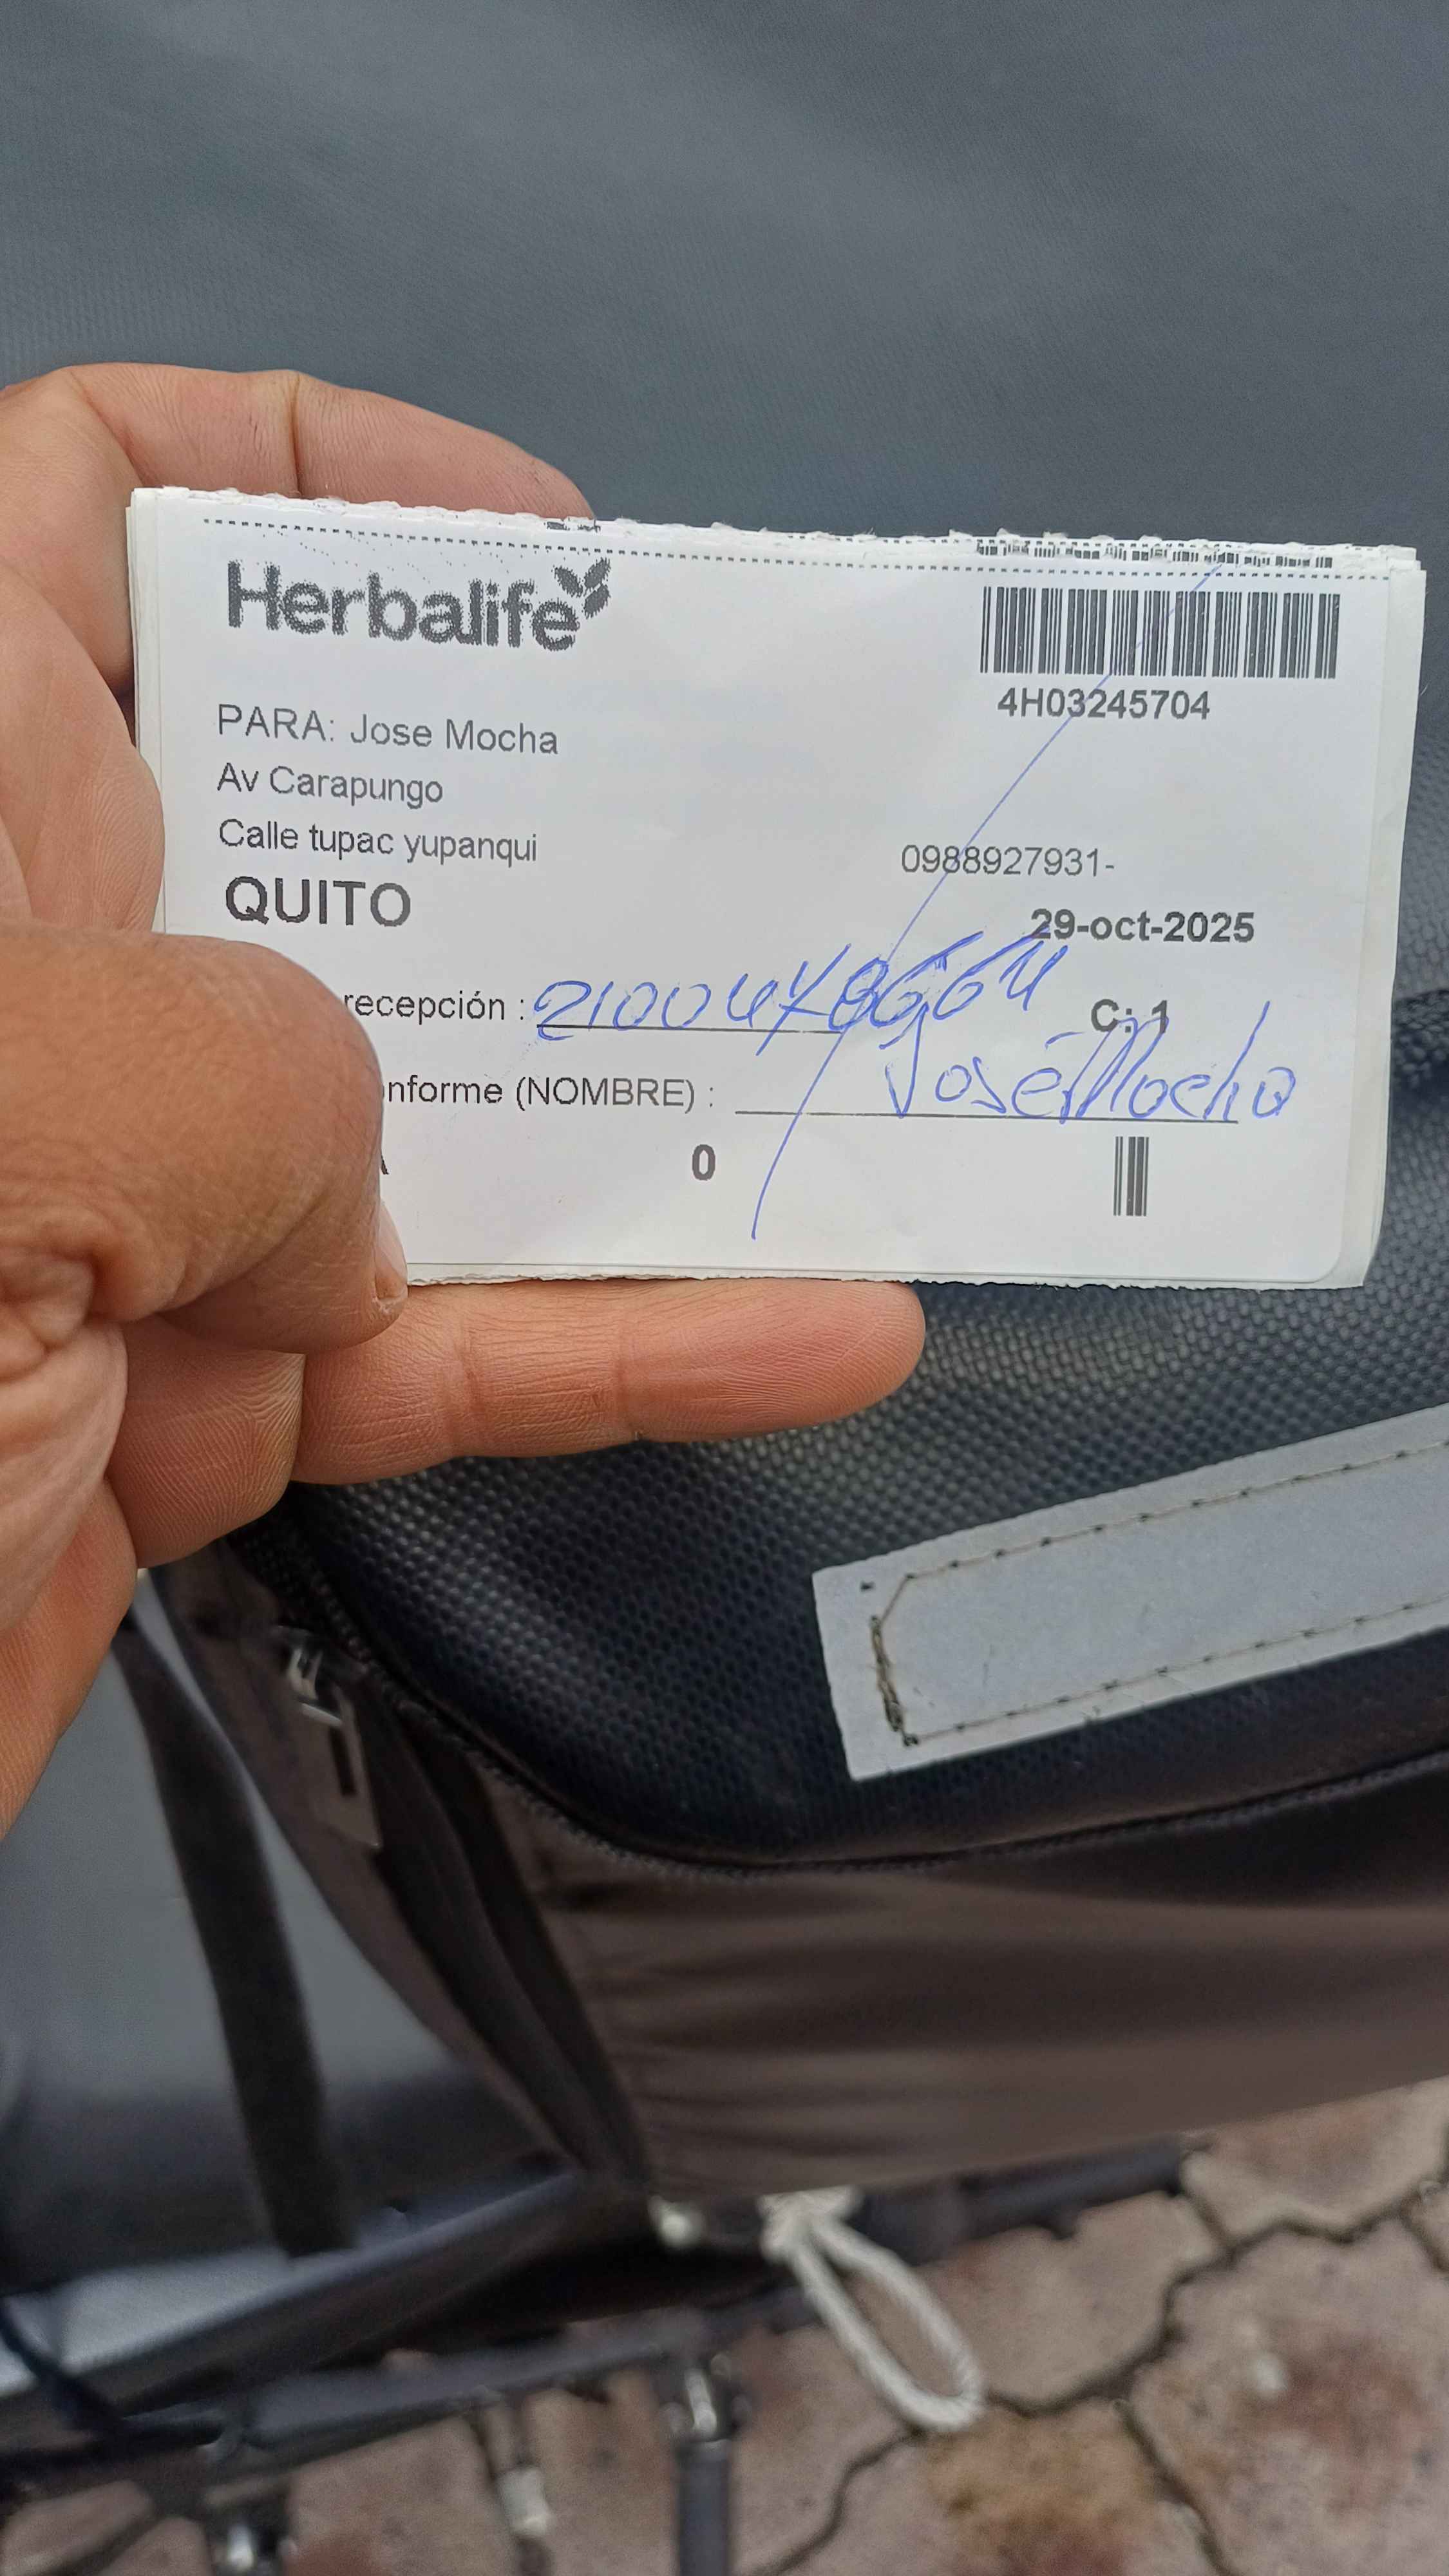 Herbalife
4H03245704
PARA: Jose Mocha
Av Carapungo
Calle tupac yupanqui
0988927931-
QUITO
29-oct-2025
recepción :
C: 1
(NOMBRE) : José Mocha
0